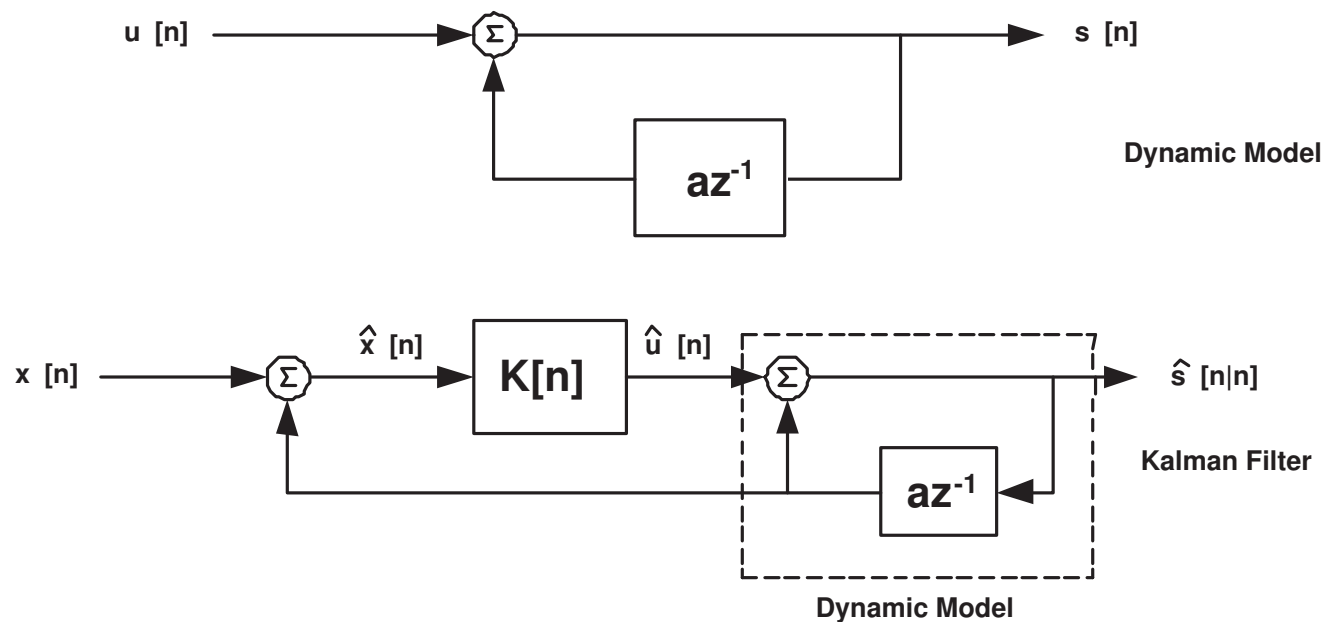 u [n]
Σ
s [n]
az⁻¹
Dynamic Model
x [n]
Σ
x̂ [n]
K[n]
û [n]
Σ
ŝ [n|n]
az⁻¹
Kalman Filter
Dynamic Model